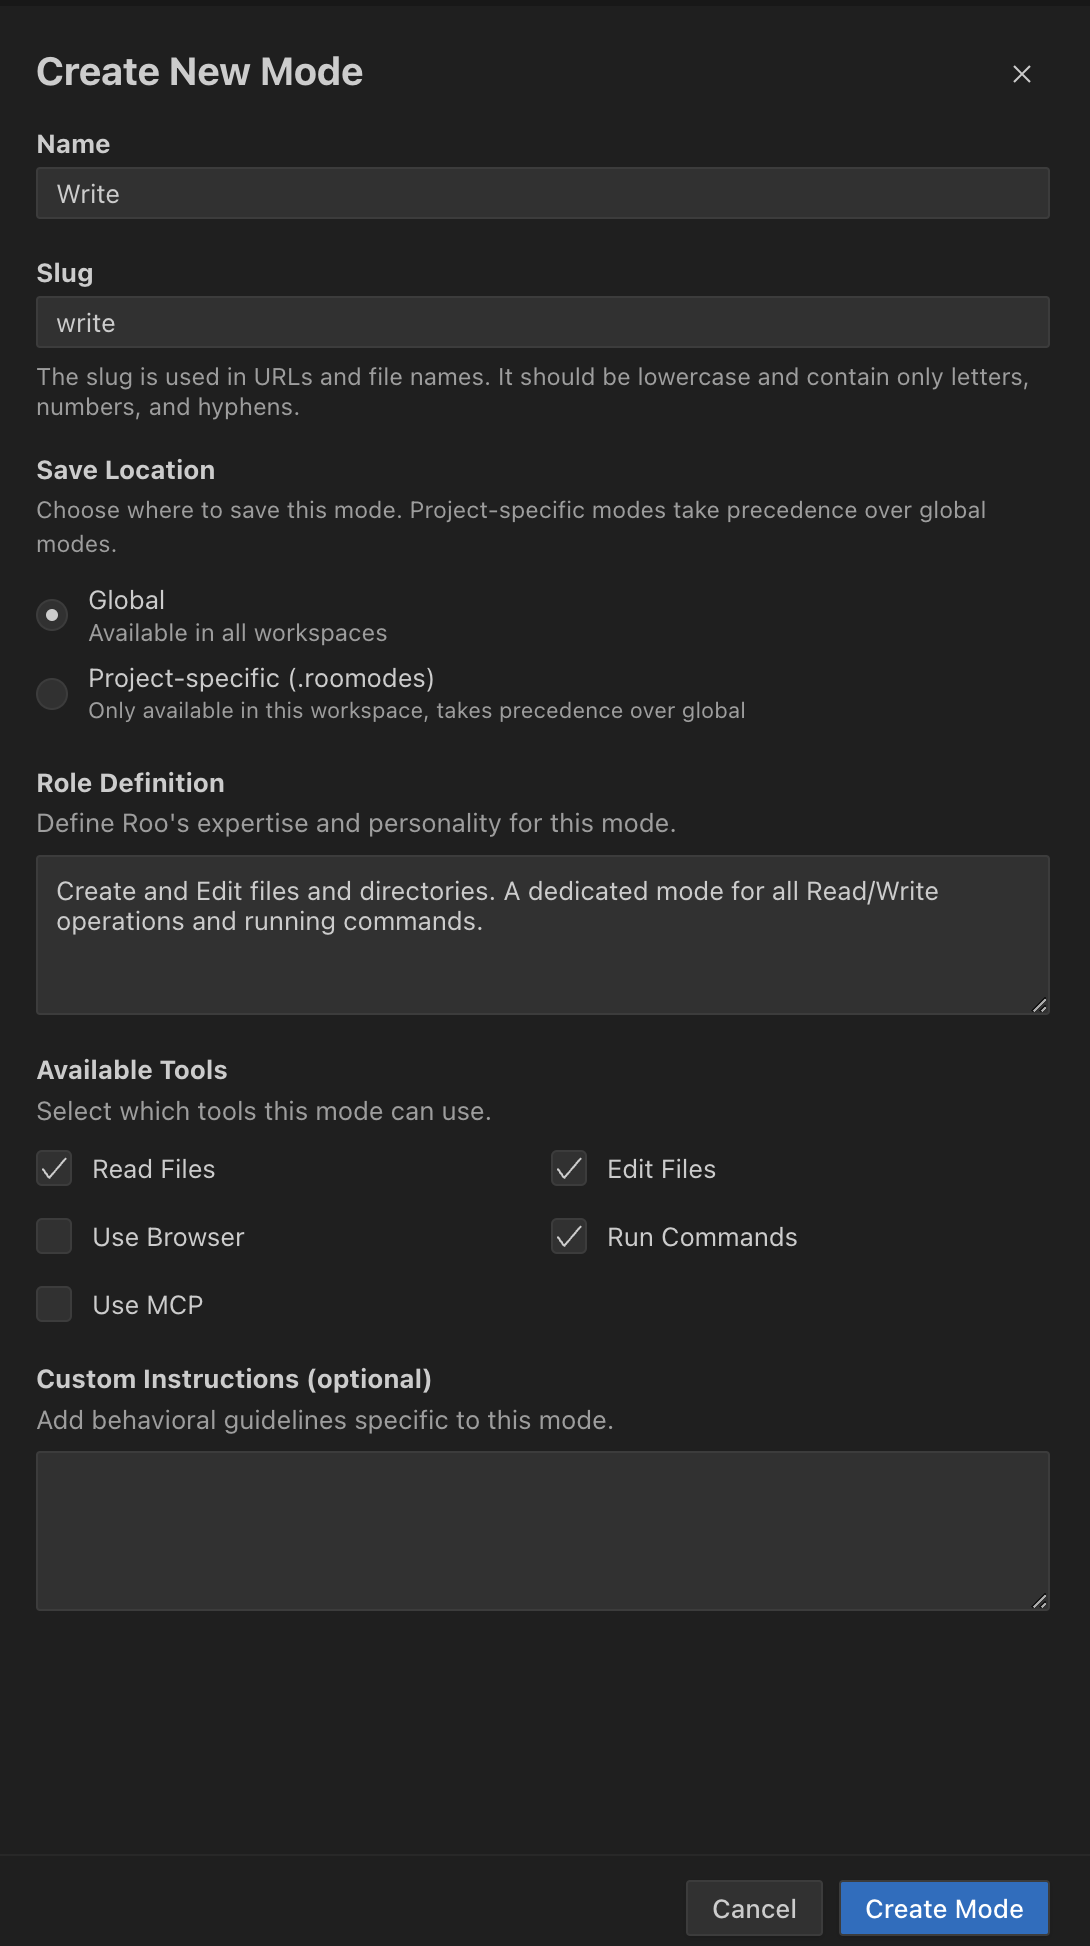 Create New Mode
Name
Write
Slug
write
The slug is used in URLs and file names. It should be lowercase and contain only letters,
numbers, and hyphens.
Save Location
Choose where to save this mode. Project-specific modes take precedence over global
modes.
Global
Available in all workspaces
Project-specific (.roomodes)
Only available in this workspace, takes precedence over global
Role Definition
Define Roo's expertise and personality for this mode.
Create and Edit files and directories. A dedicated mode for all Read/Write
operations and running commands.
Available Tools
Select which tools this mode can use.
Read Files
Edit Files
Use Browser
Run Commands
Use MCP
Custom Instructions (optional)
Add behavioral guidelines specific to this mode.
Cancel
Create Mode